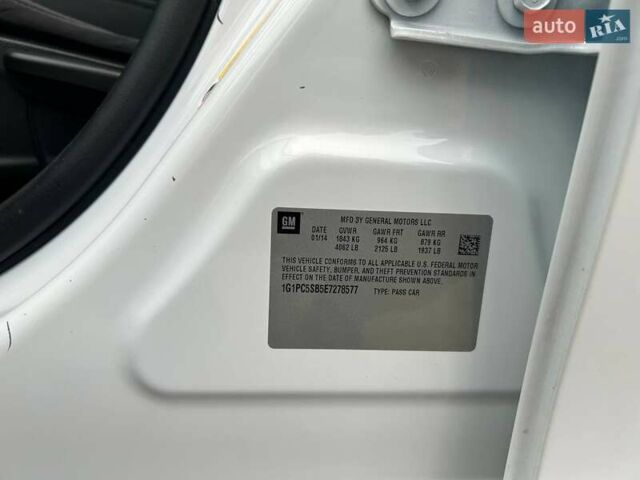 auto RIA
.com
GM
MFD BY GENERAL MOTORS LLC
DATE GVWR GAWR FRT GAWR RR
01/14 1843 KG 964 KG 879 KG
4062 LB 2125 LB 1937 LB
THIS VEHICLE CONFORMS TO ALL APPLICABLE U.S. FEDERAL MOTOR
VEHICLE SAFETY, BUMPER, AND THEFT PREVENTION STANDARDS IN
EFFECT ON THE DATE OF MANUFACTURE SHOWN ABOVE.
1G1PC5SB5E7278577 TYPE: PASS CAR